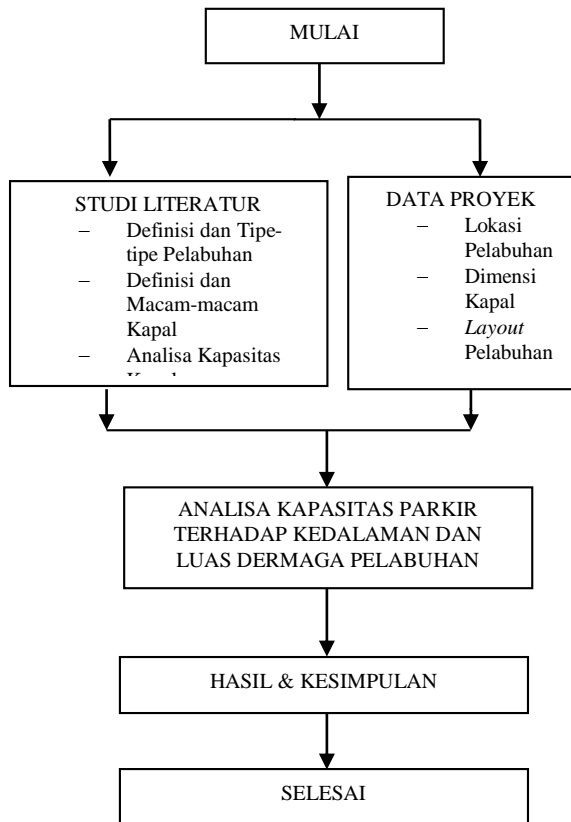 MULAI
STUDI LITERATUR
– Definisi dan Tipe-
tipe Pelabuhan
– Definisi dan
Macam-macam
Kapal
– Analisa Kapasitas
DATA PROYEK
– Lokasi
Pelabuhan
– Dimensi
Kapal
– Layout
Pelabuhan
ANALISA KAPASITAS PARKIR
TERHADAP KEDALAMAN DAN
LUAS DERMAGA PELABUHAN
HASIL & KESIMPULAN
SELESAI